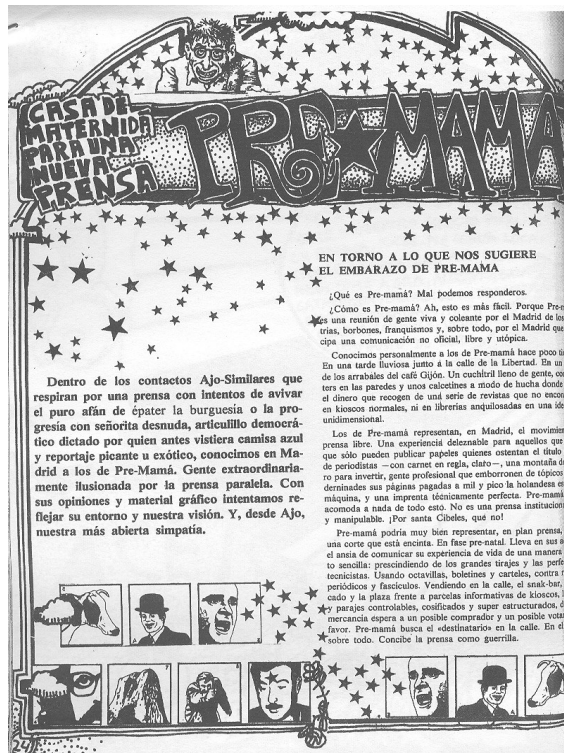 CASA DE
MATERNIDA
PARA UNA
NUEVA
PRENSA
PRE★MAMA
Dentro de los contactos Ajo-Similares que
respiran por una prensa con intentos de avivar
el puro afán de épater la burguesía o la pro-
gresía con señorita desnuda, articulillo democrá-
tico dictado por quien antes vistiera camisa azul
y reportaje picante u exótico, conocimos en Ma-
drid a los de Pre-Mamá. Gente extraordinaria-
mente ilusionada por la prensa paralela. Con
sus opiniones y material gráfico intentamos re-
flejar su entorno y nuestra visión. Y, desde Ajo,
nuestra más abierta simpatía.
EN TORNO A LO QUE NOS SUGIERE
EL EMBARAZO DE PRE-MAMA
¿Qué es Pre-mamá? Mal podemos responderos.
¿Cómo es Pre-mamá? Ah, esto es más fácil. Porque Pre-
es una reunión de gente viva y coleante por el Madrid de los
trias, borbones, franquismos y, sobre todo, por el Madrid que
cipa una comunicación no oficial, libre y utópica.
Conocimos personalmente a los de Pre-mamá hace poco
En una tarde lluviosa junto a la calle de la Libertad. En un
de los arrabales del café Gijón. Un cuchitril lleno de gente,
ters en las paredes y unos calcetines a modo de hucha donde
el dinero que recogen de una serie de revistas que no
en kioscos normales, ni en librerías anquilosadas en una
unidimensional.
Los de Pre-mamá representan, en Madrid, el
prensa libre. Una experiencia deleznable para aquellos
que sólo pueden publicar papeles quienes ostentan el título
de periodistas —con carnet en regla, claro—, una montaña
ro para invertir, gente profesional que emborronen de tópicos
derninades sus páginas pagadas a mil y pico la holandesa
máquina, y una imprenta técnicamente perfecta. Pre-mamá
acomoda a nada de todo esto. No es una prensa
y manipulable. ¡Por santa Cibeles, qué no!
Pre-mamá podría muy bien representar, en plan prensa,
una corte que está encinta. En fase pre-natal. Lleva en sus
el ansia de comunicar su experiencia de vida de una manera
to sencilla: prescindiendo de los grandes tirajes y las
tecnicistas. Usando octavillas, boletines y carteles, contra
periódicos y fascículos. Vendiendo en la calle, el snak-bar,
cado y la plaza frente a parcelas informativas de kioscos,
y parajes controlables, cosificados y super estructurados,
mercancía espera a un posible comprador y un posible
favor. Pre-mamá busca el «destinatario» en la calle. En el
sobre todo. Concibe la prensa como guerrilla.
24